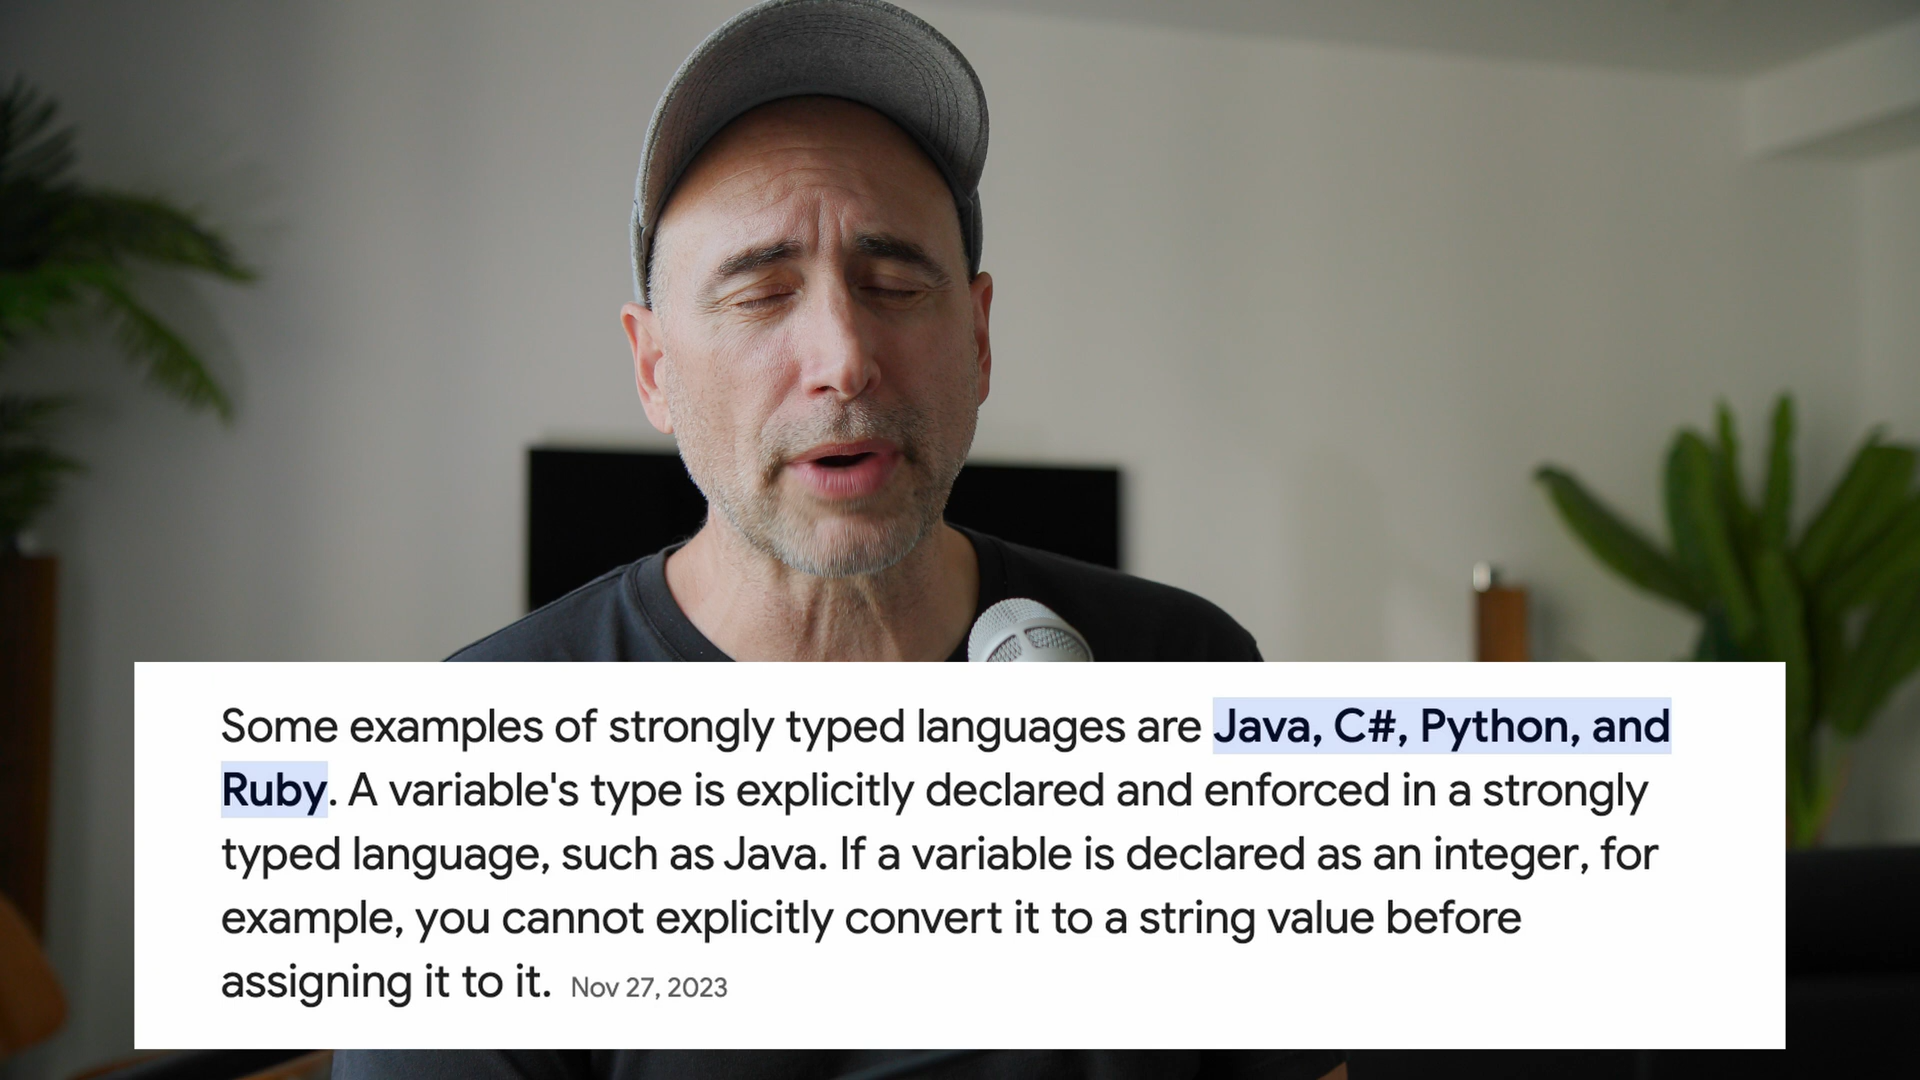 Some examples of strongly typed languages are Java, C#, Python, and
Ruby. A variable's type is explicitly declared and enforced in a strongly
typed language, such as Java. If a variable is declared as an integer, for
example, you cannot explicitly convert it to a string value before
assigning it to it. Nov 27, 2023